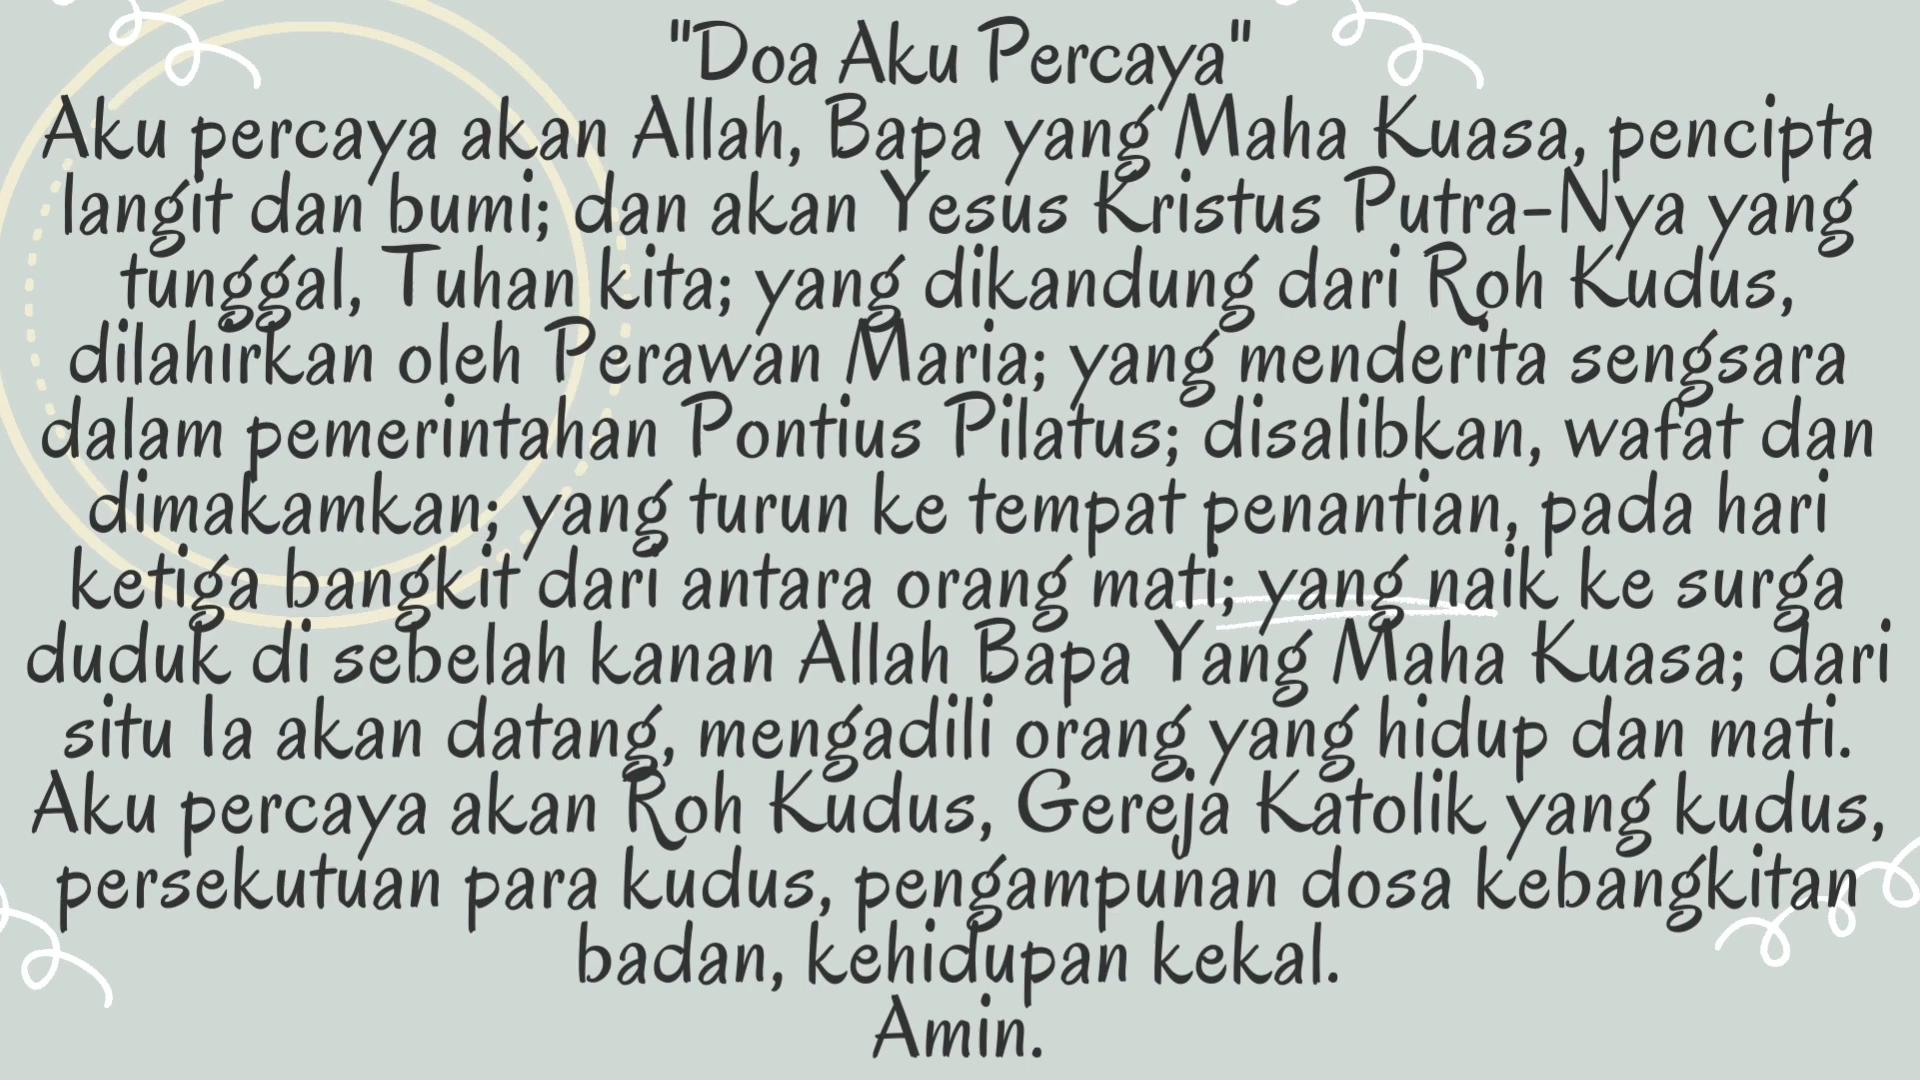 "Doa Aku Percaya"
Aku percaya akan Allah, Bapa yang Maha Kuasa, pencipta
langit dan bumi; dan akan Yesus Kristus Putra-Nya yang
tunggal, Tuhan kita; yang dikandung dari Roh Kudus,
dilahirkan oleh Perawan Maria; yang menderita sengsara
dalam pemerintahan Pontius Pilatus; disalibkan, wafat dan
dimakamkan; yang turun ke tempat penantian, pada hari
ketiga bangkit dari antara orang mati; yang naik ke surga
duduk di sebelah kanan Allah Bapa Yang Maha Kuasa; dari
situ Ia akan datang, mengadili orang yang hidup dan mati.
Aku percaya akan Roh Kudus, Gereja Katolik yang kudus,
persekutuan para kudus, pengampunan dosa kebangkitan
badan, kehidupan kekal.
Amin.